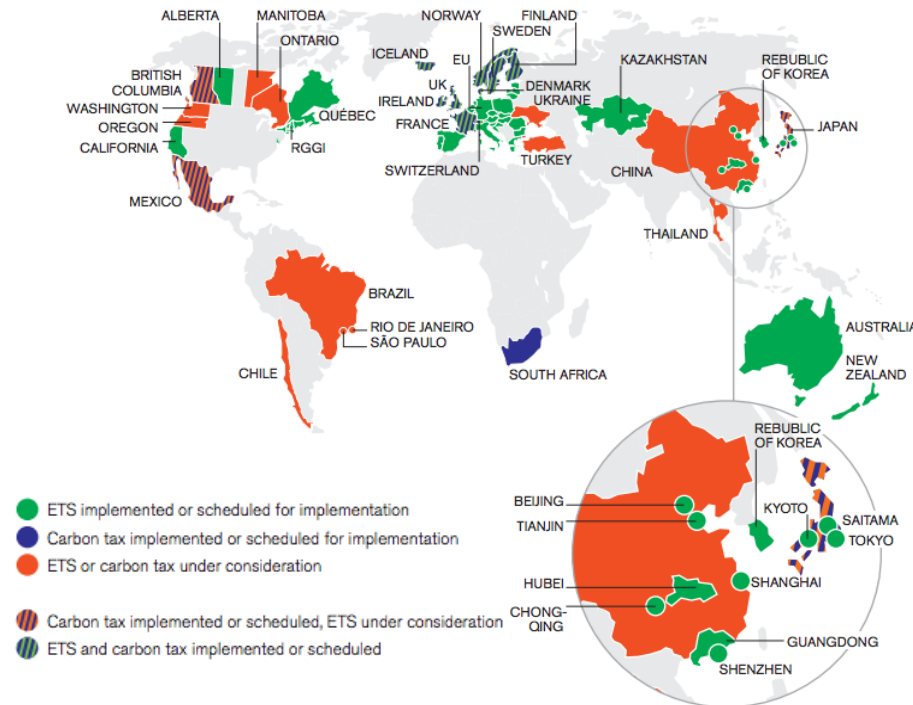 ALBERTA
MANITOBA
ONTARIO
NORWAY
SWEDEN
FINLAND
ICELAND
EU
KAZAKHSTAN
REPUBLIC
OF KOREA
BRITISH
COLUMBIA
UK
DENMARK
UKRAINE
WASHINGTON
IRELAND
QUÉBEC
OREGON
FRANCE
JAPAN
CALIFORNIA
RGGI
SWITZERLAND
TURKEY
CHINA
MEXICO
THAILAND
BRAZIL
RIO DE JANEIRO
SÃO PAULO
CHILE
SOUTH AFRICA
AUSTRALIA
NEW
ZEALAND
REPUBLIC
OF KOREA
BEIJING
TIANJIN
KYOTO
SAITAMA
TOKYO
HUBEI
SHANGHAI
CHONG-
QING
GUANGDONG
SHENZHEN
ETS implemented or scheduled for implementation
Carbon tax implemented or scheduled for implementation
ETS or carbon tax under consideration
Carbon tax implemented or scheduled, ETS under consideration
ETS and carbon tax implemented or scheduled